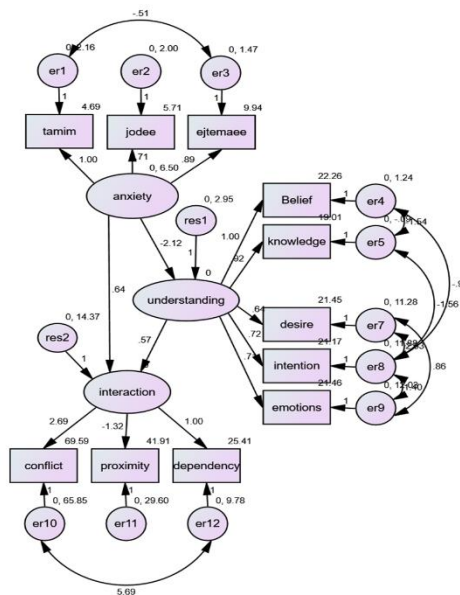 -.51
0, 2.16
0, 2.00
0, 1.47
er1
er2
er3
1
1
1
4.69
5.71
9.94
tamim
jodee
ejtemaee
1.00
.71
.89
0, 6.50
anxiety
0, 2.95
res1
22.26
0, 1.24
Belief
1
er4
19.01
knowledge
1
er5
-2.12
1
1.00
.92
0
.64
understanding
.64
21.45
0, 11.28
desire
1
er7
-1.56
.72
21.17
intention
1
er8
.57
21.46
emotions
1
er9
.86
0, 14.37
res2
1
interaction
2.69
-1.32
1.00
69.59
41.91
25.41
conflict
proximity
dependency
1
1
1
0, 65.85
0, 29.60
0, 9.78
er10
er11
er12
5.69